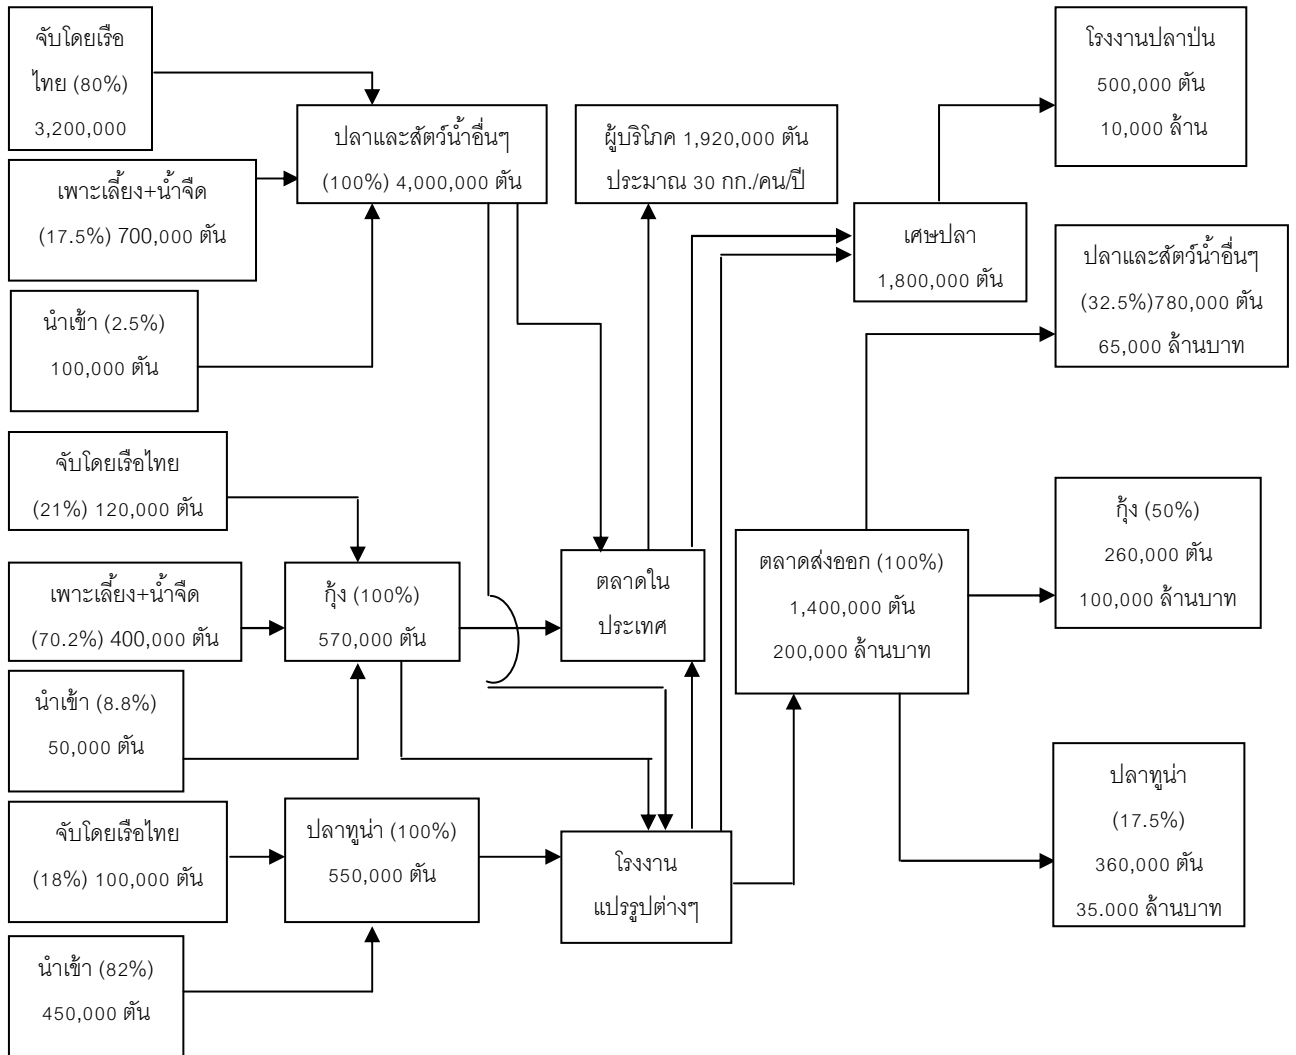 จับโดยเรือ
ไทย (80%)
3,200,000
เพาะเลี้ยง+น้ำจืด
(17.5%) 700,000 ตัน
นำเข้า (2.5%)
100,000 ตัน
ปลาและสัตว์น้ำอื่นๆ
(100%) 4,000,000 ตัน
ผู้บริโภค 1,920,000 ตัน
ประมาณ 30 กก./คน/ปี
เศษปลา
1,800,000 ตัน
โรงงานปลาป่น
500,000 ตัน
10,000 ล้าน
ปลาและสัตว์น้ำอื่นๆ
(32.5%)780,000 ตัน
65,000 ล้านบาท
จับโดยเรือไทย
(21%) 120,000 ตัน
เพาะเลี้ยง+น้ำจืด
(70.2%) 400,000 ตัน
นำเข้า (8.8%)
50,000 ตัน
กุ้ง (100%)
570,000 ตัน
ตลาดใน
ประเทศ
ตลาดส่งออก (100%)
1,400,000 ตัน
200,000 ล้านบาท
กุ้ง (50%)
260,000 ตัน
100,000 ล้านบาท
จับโดยเรือไทย
(18%) 100,000 ตัน
นำเข้า (82%)
450,000 ตัน
ปลาทูน่า (100%)
550,000 ตัน
โรงงาน
แปรรูปต่างๆ
ปลาทูน่า
(17.5%)
360,000 ตัน
35.000 ล้านบาท